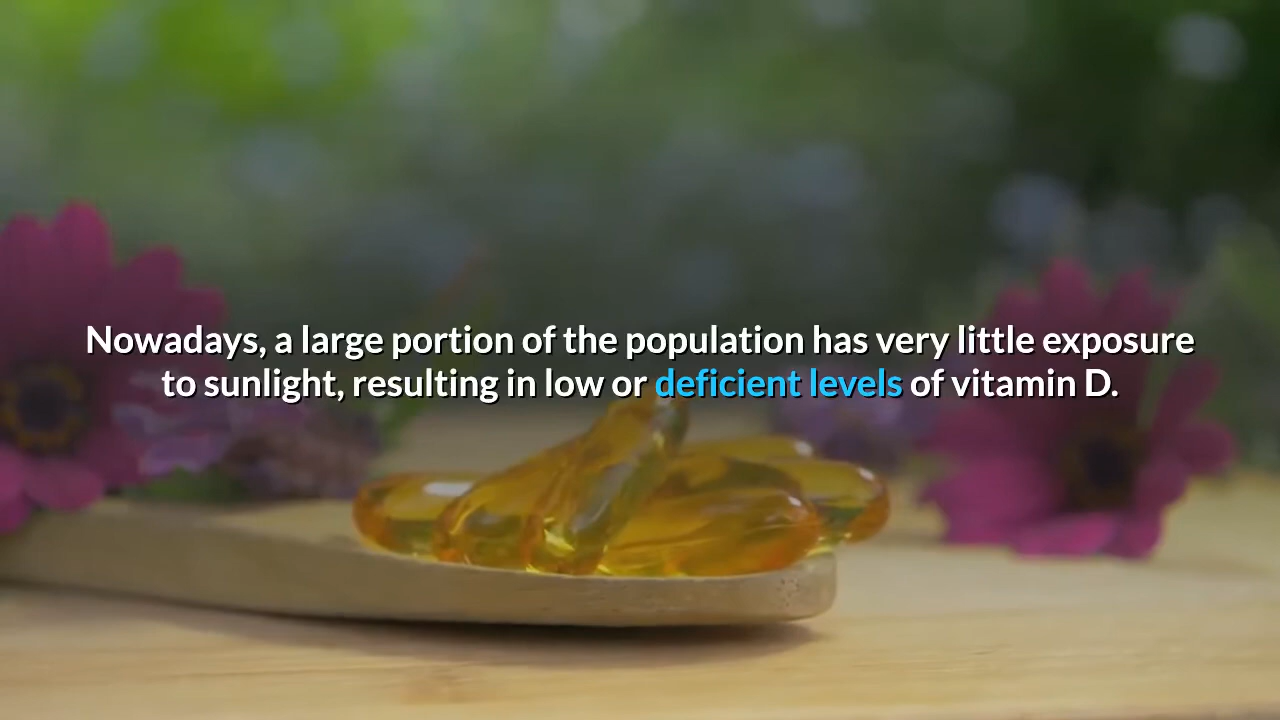 Nowadays, a large portion of the population has very little exposure
to sunlight, resulting in low or deficient levels of vitamin D.